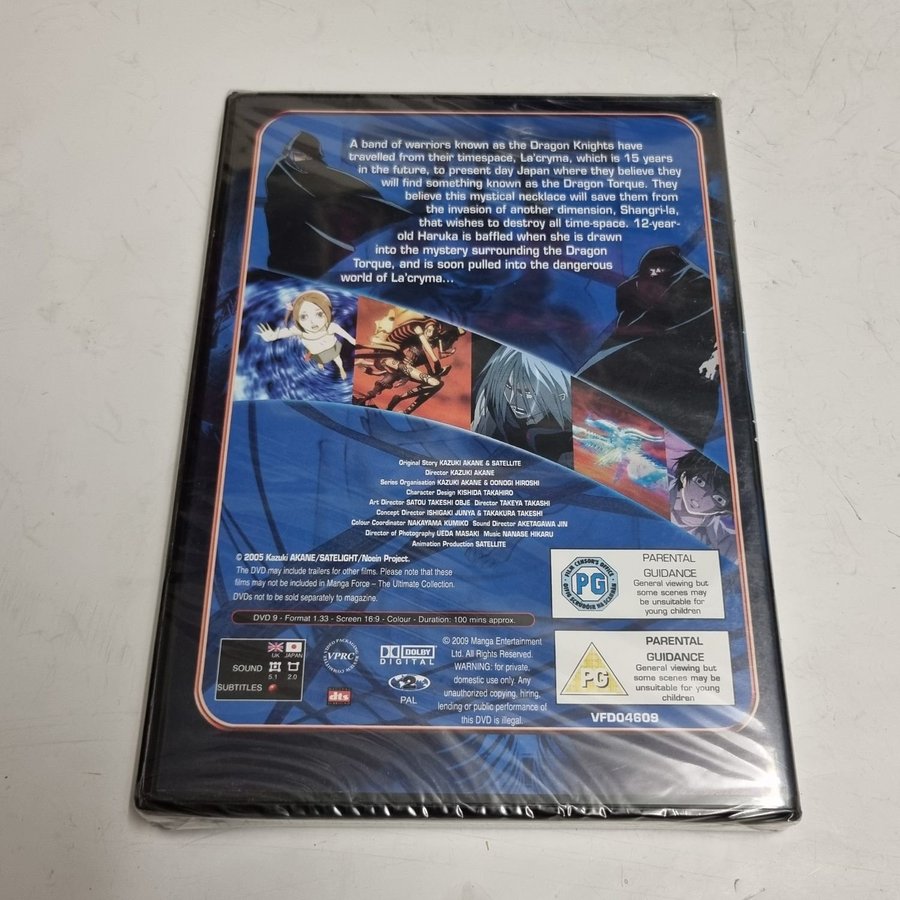 A band of warriors known as the Dragon Knights have
travelled from their timespace, La'cryma, which is 15 years
in the future, to present day Japan where they believe they
will find something known as the Dragon Torque. They
believe this mystical necklace will save them from
the invasion of another dimension, Shangri-la,
that wishes to destroy all time-space. 12-year-
old Haruka is baffled when she is drawn
into the mystery surrounding the Dragon
Torque, and is soon pulled into the dangerous
world of La'cryma...
Original Story KAZUKI AKANE & SATELLITE
Director KAZUKI AKANE
Series Organisation KAZUKI AKANE & OONOGI HIROSHI
Character Design KISHIDA TAKAHIRO
Art Director SATOU TAKESHI OBJE Director TAKEYA TAKASHI
Concept Director ISHIGAKI JUNYA & TAKAKURA TAKESHI
Colour Coordinator NAKAYAMA KUMIKO Sound Director AKETAGAWA JIN
Director of Photography UEDA MASAKI Music NANASE HIKARU
Animation Production SATELLITE
© 2005 Kazuki AKANE/SATELIGHT/Noein Project.
The DVD may include trailers for other films. Please note that these
films may not be included in Manga Force – The Ultimate Collection.
DVDs not to be sold separately to magazine.
DVD 9 - Format 1.33 - Screen 16:9 - Colour - Duration: 100 mins approx.
FILM CENSOR'S OFFICE
PG
PARENTAL
GUIDANCE
General viewing but
some scenes may
be unsuitable for
young children
UK JAPAN
SOUND
5.1 2.0
SUBTITLES
VPRC
dts
DOLBY
DIGITAL
2
PAL
© 2009 Manga Entertainment
Ltd. All rights reserved.
WARNING: for private,
domestic use only. Any
unauthorized copying, hiring,
lending or public performance of
this DVD is illegal.
PG
PARENTAL
GUIDANCE
General viewing but
some scenes may be
unsuitable for young
children
VFD04609